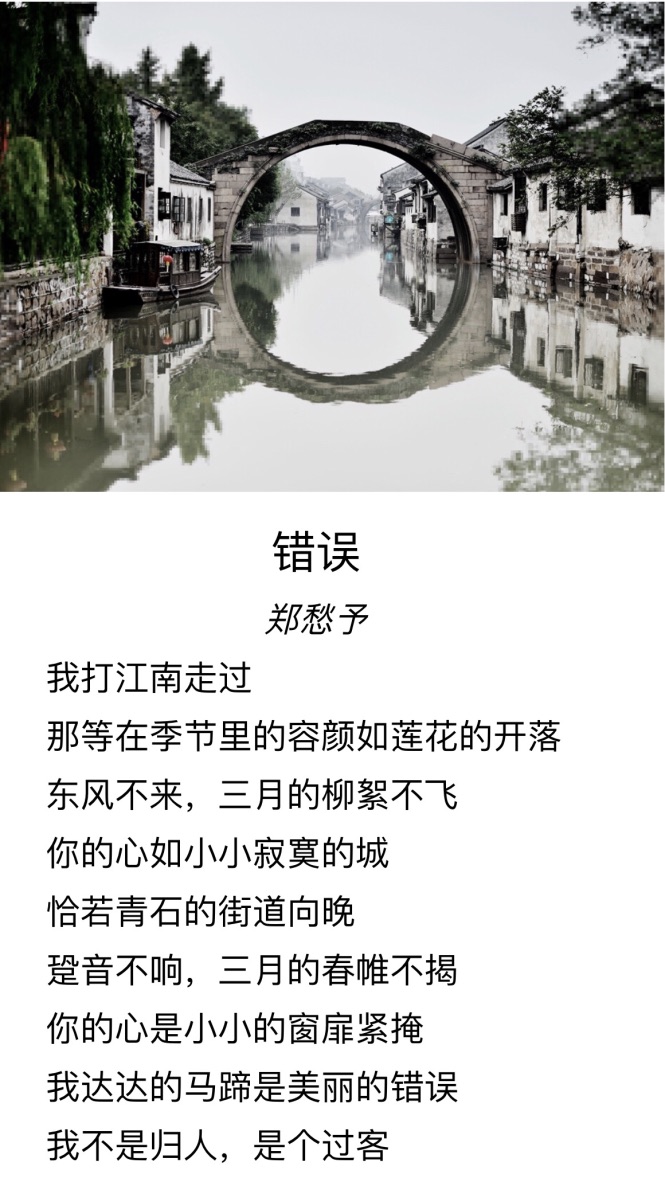 错误
郑愁予
我打江南走过
那等在季节里的容颜如莲花的开落
东风不来，三月的柳絮不飞
你的心如小小寂寞的城
恰若青石的街道向晚
跫音不响，三月的春帷不揭
你的心是小小的窗扉紧掩
我达达的马蹄是美丽的错误
我不是归人，是个过客